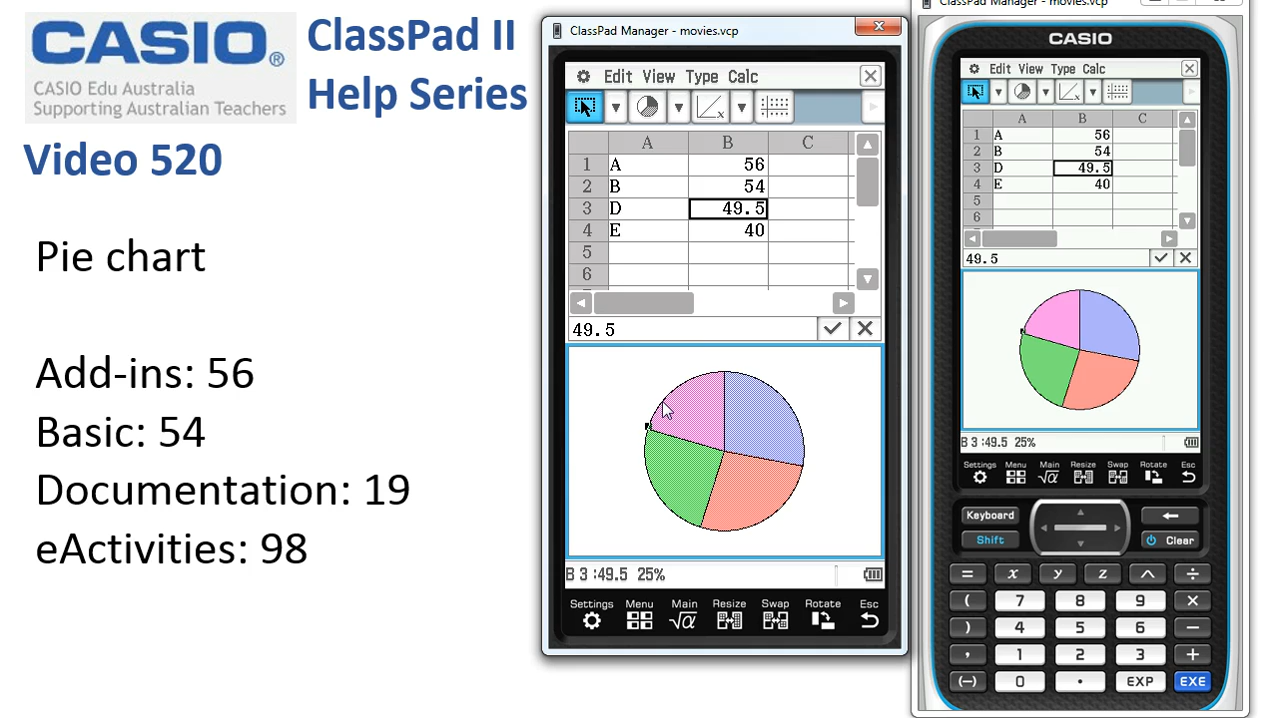 CASIO®
CASIO Edu Australia
Supporting Australian Teachers
ClassPad II
Help Series
Video 520
Pie chart
Add-ins: 56
Basic: 54
Documentation: 19
eActivities: 98
ClassPad Manager - movies.vcp
Edit View Type Calc
A B C
1 A 56
2 B 54
3 D 49.5
4 E 40
5
6
49.5
B 3 :49.5 25%
Settings Menu Main Resize Swap Rotate Esc
√α
ClassPad Manager - movies.vcp
CASIO
Edit View Type Calc
A B C
1 A 56
2 B 54
3 D 49.5
4 E 40
5
6
49.5
B 3 :49.5 25%
Settings Menu Main Resize Swap Rotate Esc
√α
Keyboard
Shift Clear
= x y z ^ ÷
( 7 8 9 ×
) 4 5 6 −
, 1 2 3 +
(−) 0 . EXP EXE